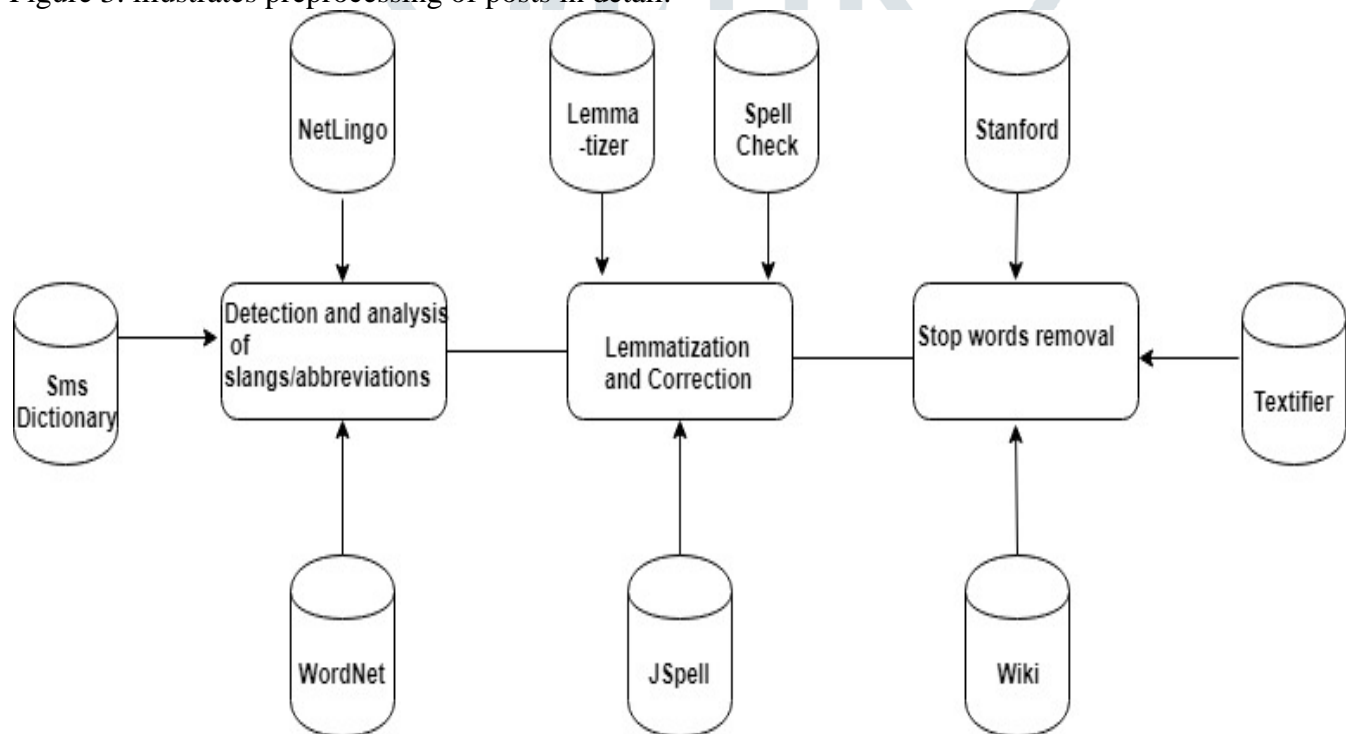 Figure 3: illustrates preprocessing of posts in detail.
NetLingo
Lemma
-tizer
Spell
Check
Stanford
Sms
Dictionary
Detection and analysis
of
slangs/abbreviations
Lemmatization
and Correction
Stop words removal
Textifier
WordNet
JSpell
Wiki